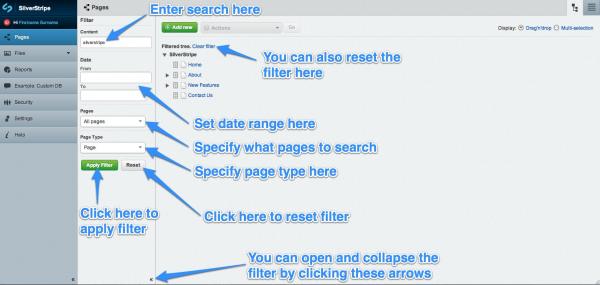 SilverStripe
Hi Firstname Surname
Pages
Files
Reports
Example: Custom DB
Security
Settings
Help
Pages
Filter
Content
silverstripe
Date
From
To
Pages
All pages
Page Type
Page
Apply Filter
Reset
Add new
Actions
Go
Display:
Drag'n'drop
Multi-selection
Filtered tree. Clear filter
SilverStripe
Home
About
New Features
Contact Us
Enter search here
You can also reset the
filter here
Set date range here
Specify what pages to search
Specify page type here
Click here to
apply filter
Click here to reset filter
You can open and collapse the
filter by clicking these arrows